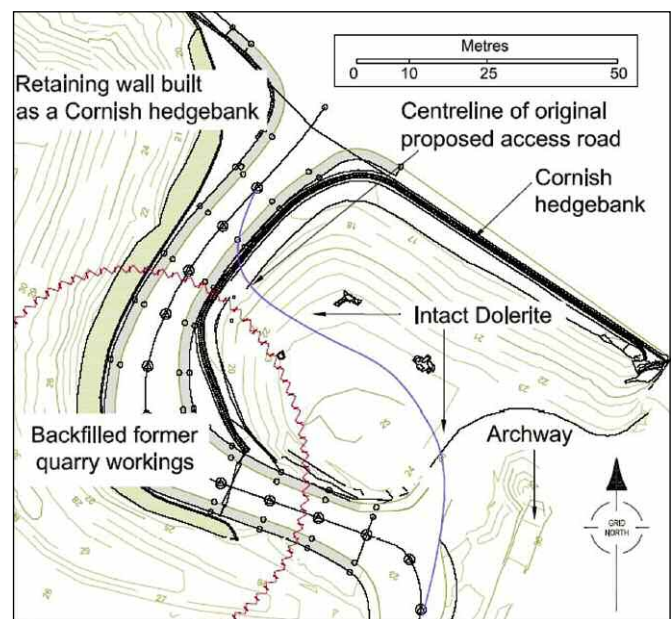 Metres
0 10 25 50
Retaining wall built
as a Cornish hedgebank
Centreline of original
proposed access road
Cornish
hedgebank
Intact Dolerite
Archway
Backfilled former
quarry workings
GRID
NORTH